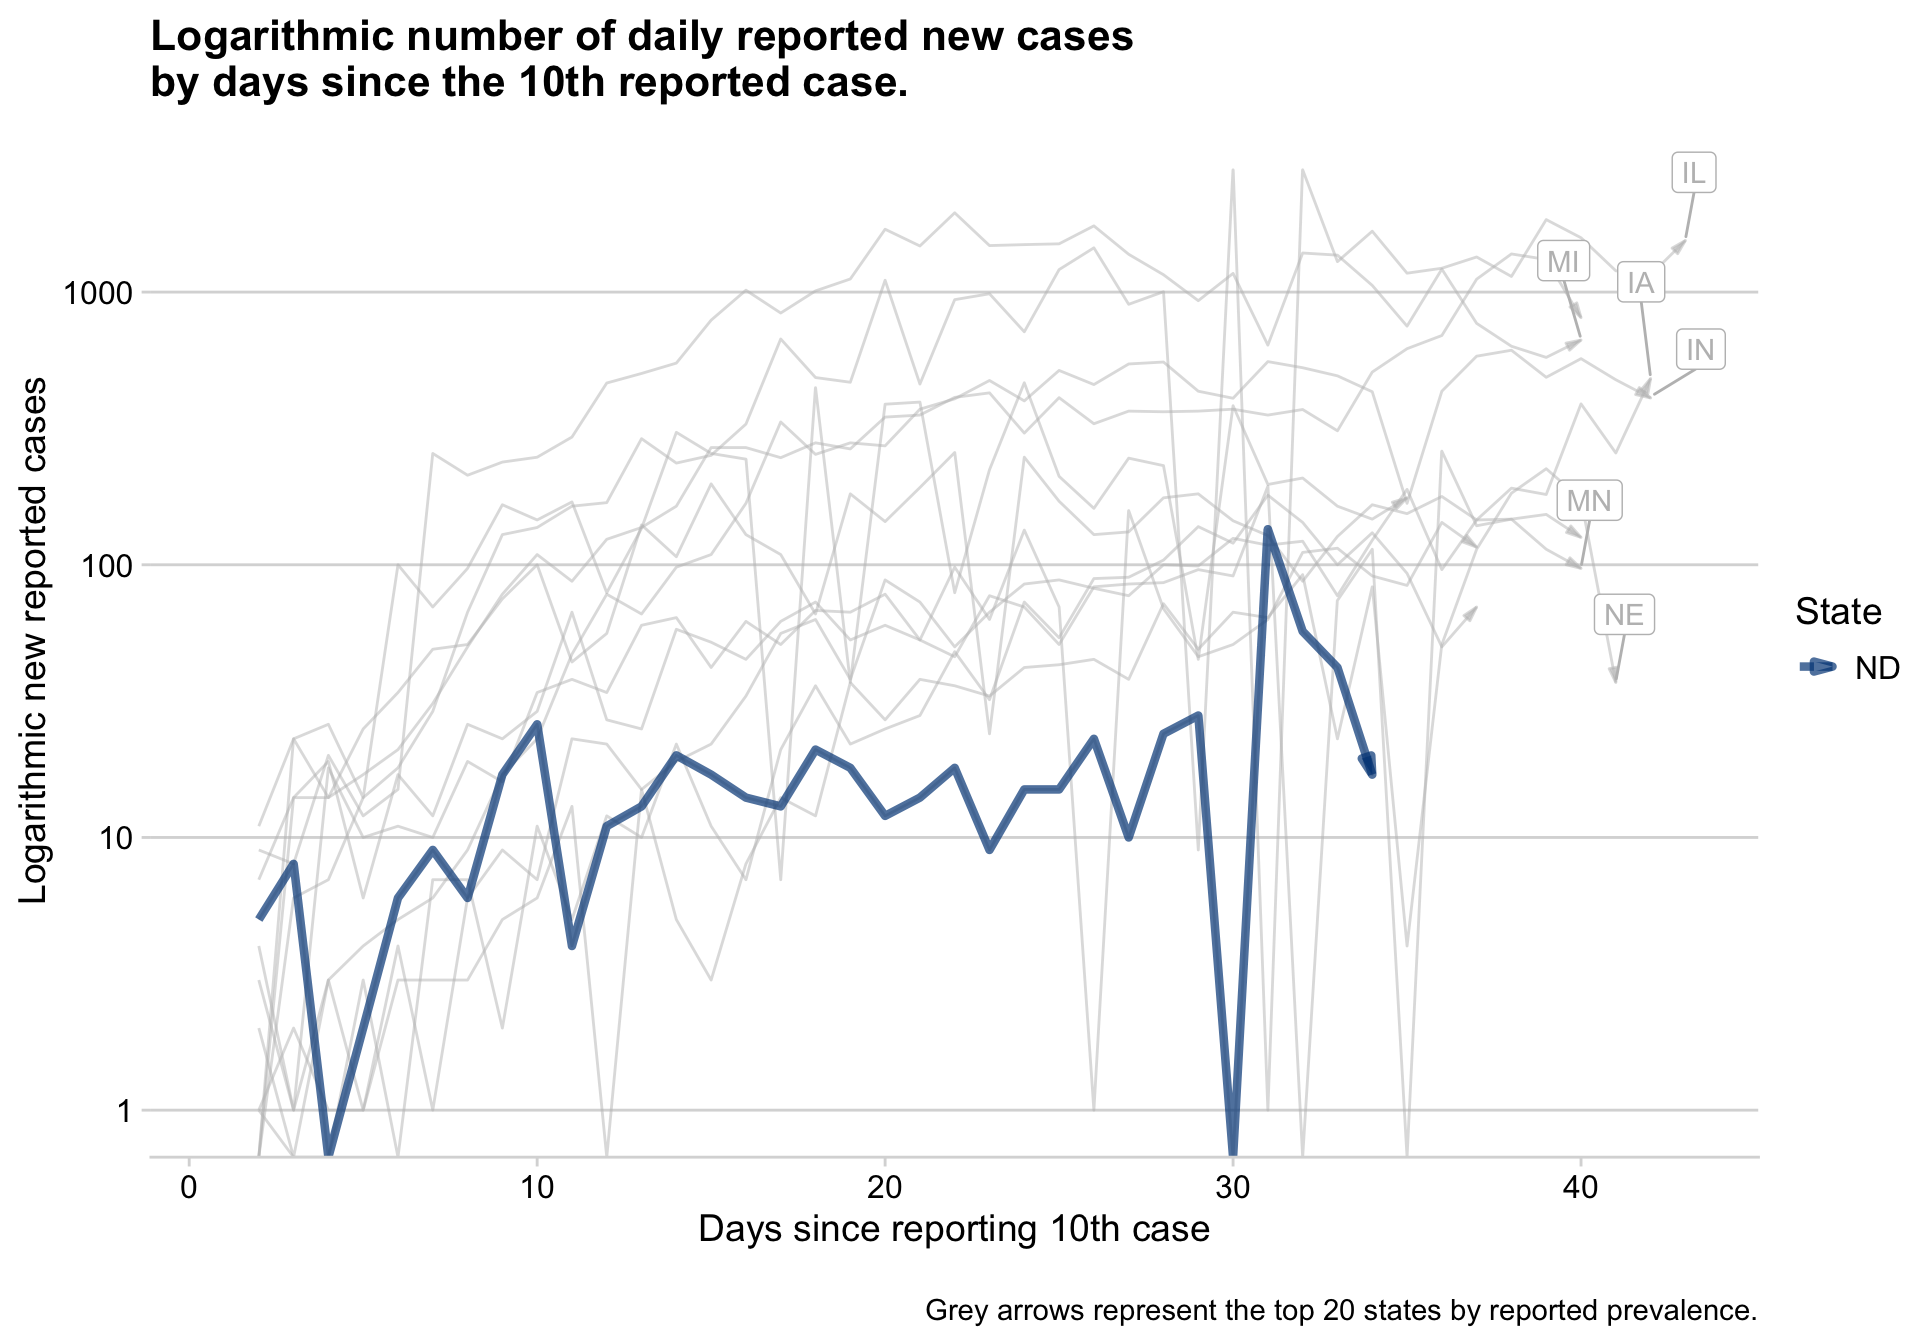 Logarithmic number of daily reported new cases
by days since the 10th reported case.
IL
MI
IA
IN
MN
NE
1000
100
10
1
Logarithmic new reported cases
0
10
20
30
40
Days since reporting 10th case
State
ND
Grey arrows represent the top 20 states by reported prevalence.